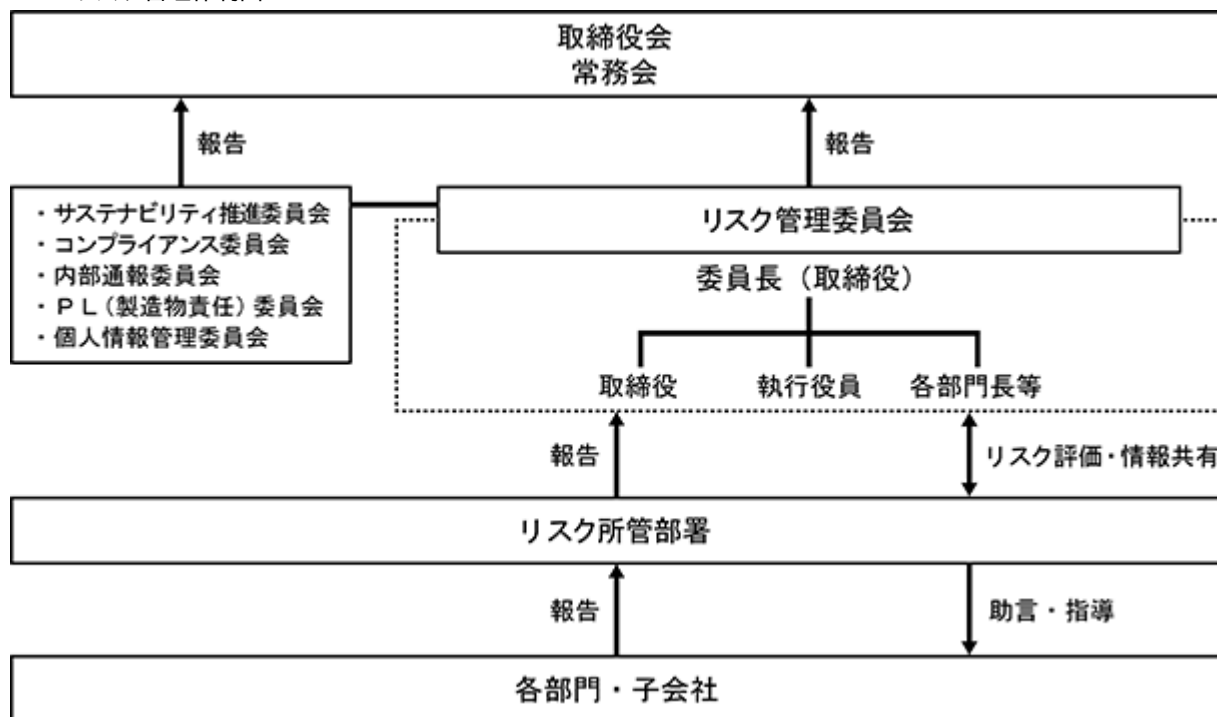 取締役会
常務会
報告
報告
・サステナビリティ推進委員会
・コンプライアンス委員会
・内部通報委員会
・ＰＬ（製造物責任）委員会
・個人情報管理委員会
リスク管理委員会
委員長（取締役）
取締役
執行役員
各部門長等
報告
リスク評価・情報共有
リスク所管部署
報告
助言・指導
各部門・子会社